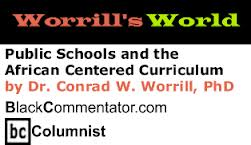 Worrill's World
Public Schools and the
African Centered Curriculum
by Dr. Conrad W. Worrill, PhD
BlackCommentator.com
bc Columnist